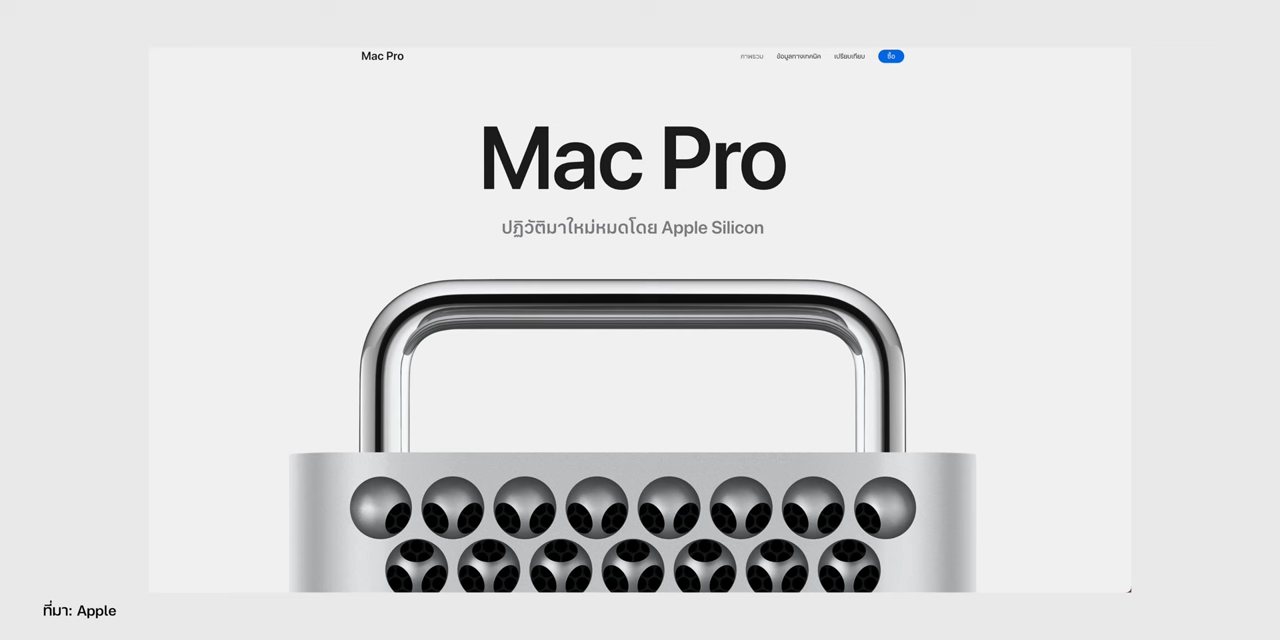 Mac Pro
ภาพรวม ข้อมูลทางเทคนิค เปรียบเทียบ ซื้อ
Mac Pro
ปฏิวัติมาใหม่หมดโดย Apple Silicon
ที่มา: Apple